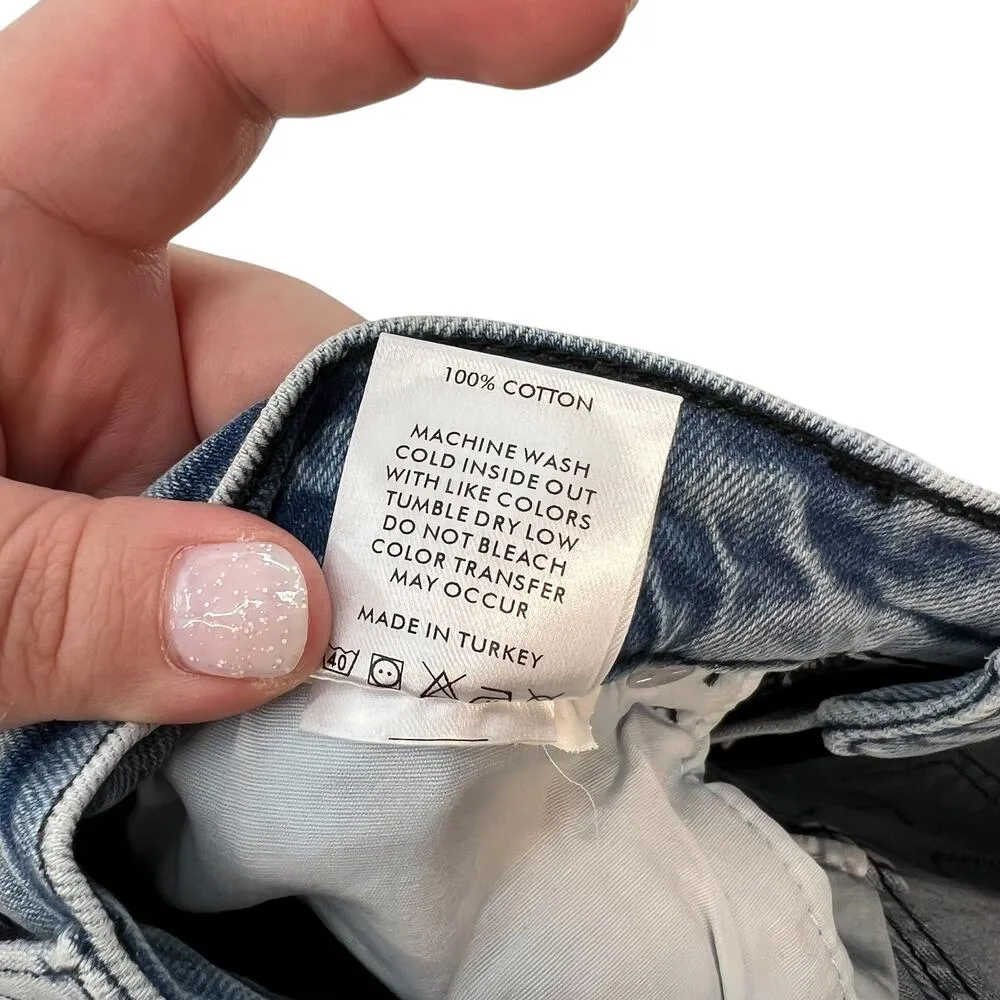 100% COTTON
MACHINE WASH
COLD INSIDE OUT
WITH LIKE COLORS
TUMBLE DRY LOW
DO NOT BLEACH
COLOR TRANSFER
MAY OCCUR
MADE IN TURKEY
40